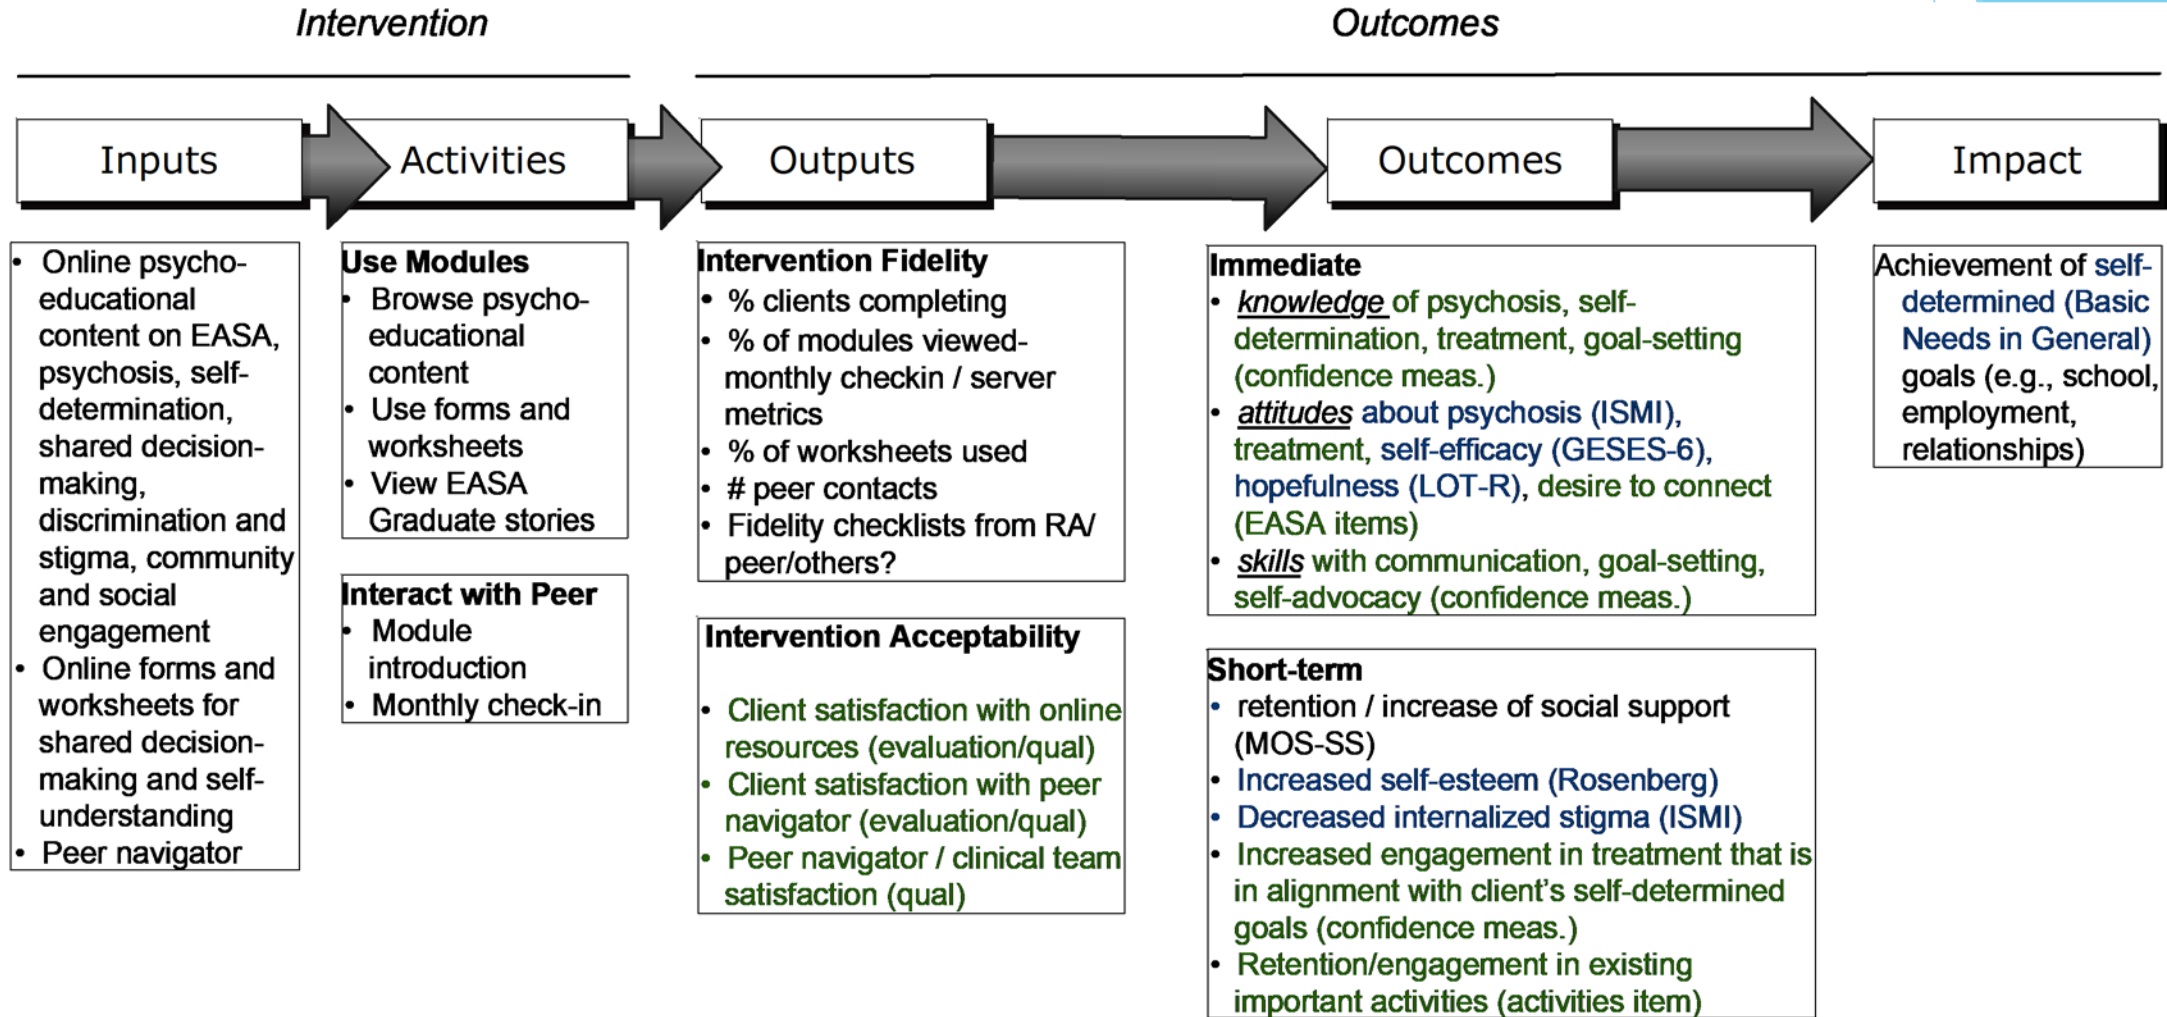 Intervention
Outcomes
Inputs
Activities
Outputs
Outcomes
Impact
• Online psycho-
educational
content on EASA,
psychosis, self-
determination,
shared decision-
making,
discrimination and
stigma, community
and social
engagement
• Online forms and
worksheets for
shared decision-
making and self-
understanding
• Peer navigator
Use Modules
• Browse psycho-
educational
content
• Use forms and
worksheets
• View EASA
Graduate stories
Interact with Peer
• Module
introduction
• Monthly check-in
Intervention Fidelity
• % clients completing
• % of modules viewed-
monthly checkin / server
metrics
• % of worksheets used
• # peer contacts
• Fidelity checklists from RA/
peer/others?
Intervention Acceptability
• Client satisfaction with online
resources (evaluation/qual)
• Client satisfaction with peer
navigator (evaluation/qual)
• Peer navigator / clinical team
satisfaction (qual)
Immediate
• knowledge of psychosis, self-
determination, treatment, goal-setting
(confidence meas.)
• attitudes about psychosis (ISMI),
treatment, self-efficacy (GESES-6),
hopefulness (LOT-R), desire to connect
(EASA items)
• skills with communication, goal-setting,
self-advocacy (confidence meas.)
Short-term
• retention / increase of social support
(MOS-SS)
• Increased self-esteem (Rosenberg)
• Decreased internalized stigma (ISMI)
• Increased engagement in treatment that is
in alignment with client's self-determined
goals (confidence meas.)
• Retention/engagement in existing
important activities (activities item)
Achievement of self-
determined (Basic
Needs in General)
goals (e.g., school,
employment,
relationships)